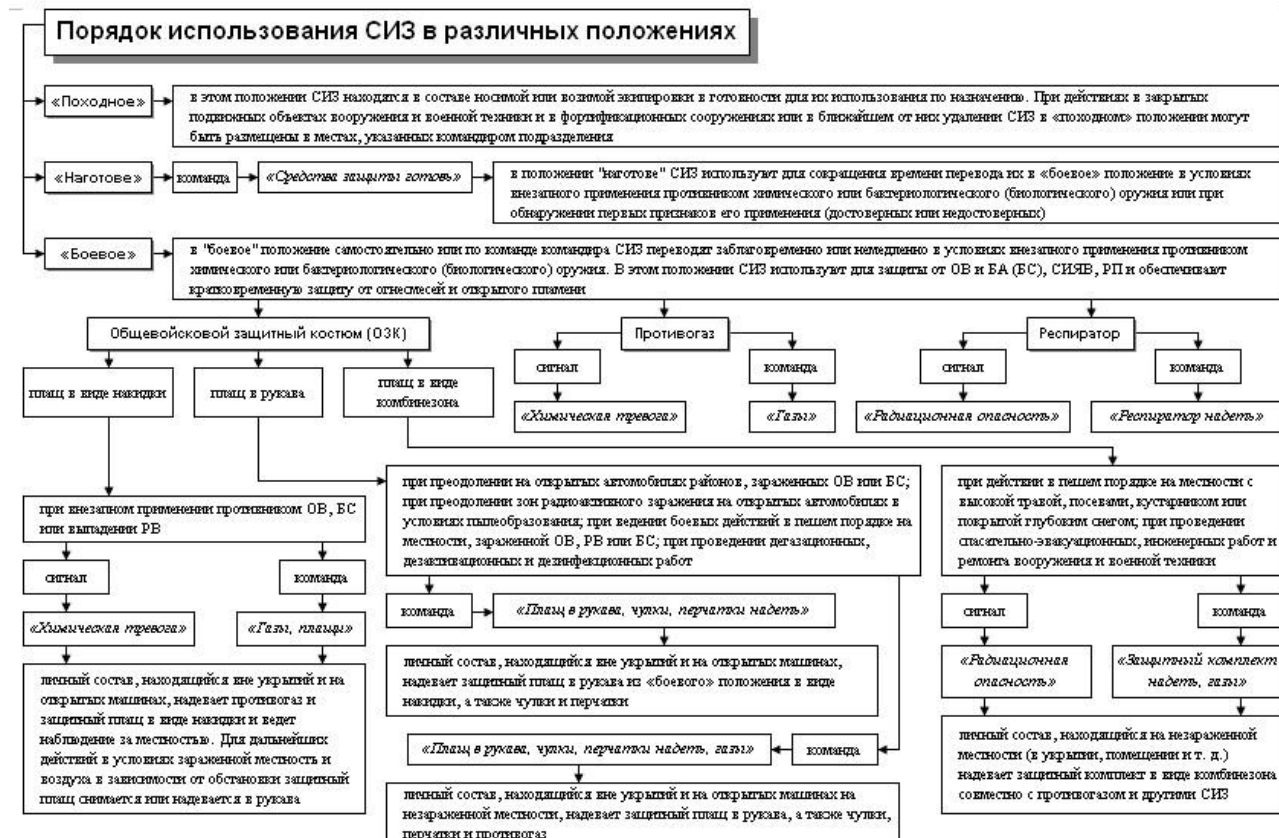 Порядок использования СИЗ в различных положениях
«Походное»
в этом положении СИЗ находятся в составе носимой или возимой экипировки в готовности для их использования по назначению. При действиях в закрытых
подвижных объектах вооружения и военной техники и в фортификационных сооружениях или в ближайшем от них удалении СИЗ в «походном» положении могут
быть размещены в местах, указанных командиром подразделения
«Наготове»
команда
«Средства защиты готовь»
в положении "наготове" СИЗ используют для сокращения времени перевода их в «боевое» положение в условиях
внезапного применения противником химического или бактериологического (биологического) оружия или при
обнаружении первых признаков его применения (достоверных или недостоверных)
«Боевое»
в "боевое" положение самостоятельно или по команде командира СИЗ переводят заблаговременно или немедленно в условиях внезапного применения противником
химического или бактериологического (биологического) оружия. В этом положении СИЗ используют для защиты от ОВ и БА (БС), СИЯВ, РП и обеспечивают
кратковременную защиту от огнесмесей и открытого пламени
Общевойсковой защитный костюм (ОЗК)
Противогаз
Респиратор
плащ в виде накидки
плащ в рукава
плащ в виде
комбинезона
сигнал
команда
сигнал
команда
«Химическая тревога»
«Газы»
«Радиационная опасность»
«Респиратор надеть»
при внезапном применении противником ОВ, БС
или выпадении РВ
сигнал
команда
«Химическая тревога»
«Газы, плащи»
личный состав, находящийся вне укрытий и на
открытых машинах, надевает противогаз и
защитный плащ в виде накидки и ведет
наблюдение за местностью. Для дальнейших
действий в условиях зараженной местность и
воздуха в зависимости от обстановки защитный
плащ снимается или надевается в рукава
при преодолении на открытых автомобилях районов, зараженных ОВ или БС;
при преодолении зон радиоактивного заражения на открытых автомобилях в
условиях пылеобразования; при ведении боевых действий в пешем порядке на
местности, зараженной ОВ, РВ или БС; при проведении дегазационных,
дезактивационных и дезинфекционных работ
команда
«Плащ в рукава, чулки, перчатки надеть»
личный состав, находящийся вне укрытий и на открытых машинах,
надевает защитный плащ в рукава из «боевого» положения в виде
накидки, а также чулки и перчатки
«Плащ в рукава, чулки, перчатки надеть, газы»
команда
личный состав, находящийся вне укрытий и на открытых машинах на
незараженной местности, надевает защитный плащ в рукава, а также чулки,
перчатки и противогаз
при действии в пешем порядке на местности с
высокой травой, посевами, кустарником или
покрытой глубоким снегом; при проведении
спасательно-эвакуационных, инженерных работ и
ремонта вооружения и военной техники
сигнал
команда
«Радиационная
опасность»
«Защитный комплект
надеть, газы»
личный состав, находящийся на незараженной
местности (в укрытии, помещении и т. д.)
надевает защитный комплект в виде комбинезона
совместно с противогазом и другими СИЗ